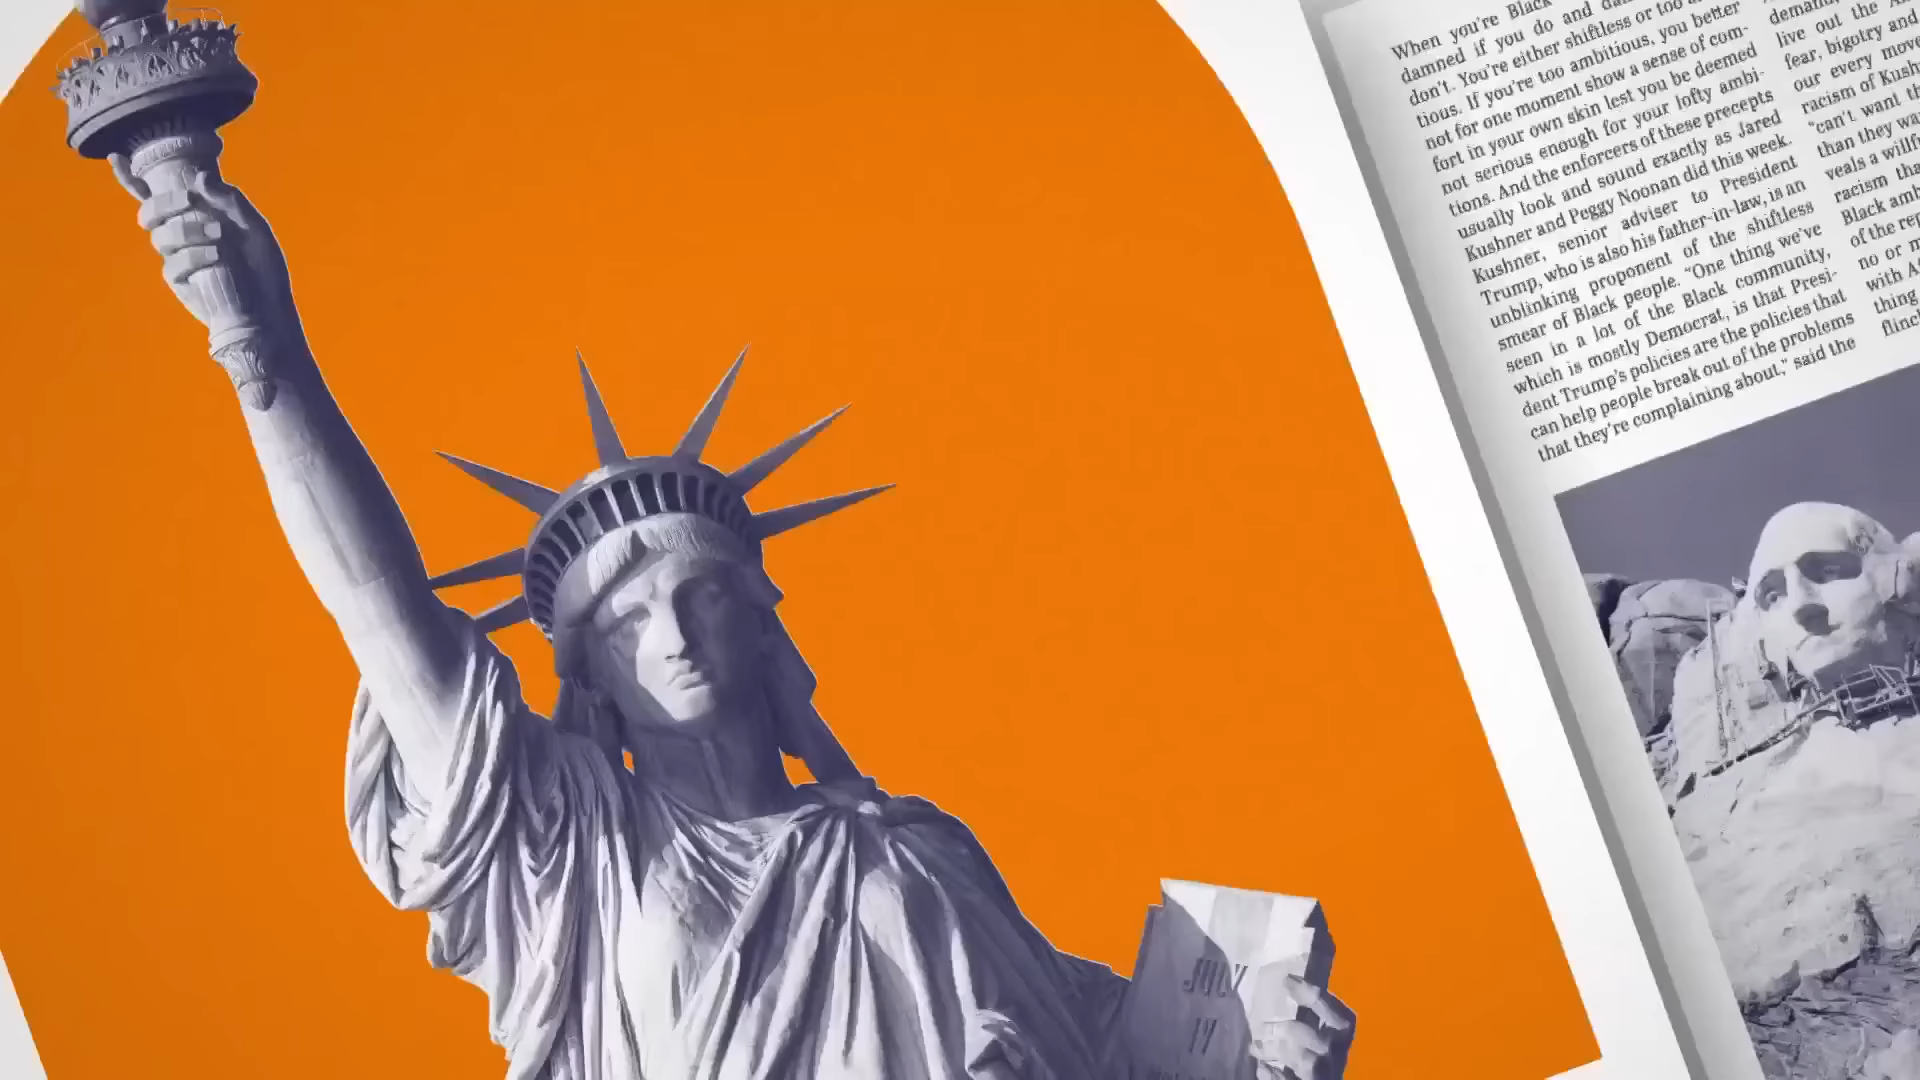 When you're Black
damned if you do and
don't. You're either shiftless or too
tious. If you're too ambitious, you better
not for one moment show a sense of com-
fort in your own skin lest you be deemed
not serious enough for your lofty ambi-
tions. And the enforcers of these precepts
usually look and sound exactly as Jared
Kushner and Peggy Noonan did this week.
Kushner, senior adviser to President
Trump, who is also his father-in-law, is an
unblinking proponent of the shiftless
smear of Black people. "One thing we've
seen in a lot of the Black community,
which is mostly Democrat, is that Presi-
dent Trump's policies are the policies that
can help people break out of the problems
that they're complaining about," said the
demand,
live out the
fear, bigotry and
our every move
racism of Kush
"can't want th
than they wa
veals a willf
racism tha
Black amb
of the rep
no or m
with A
thing
flinch
JULY